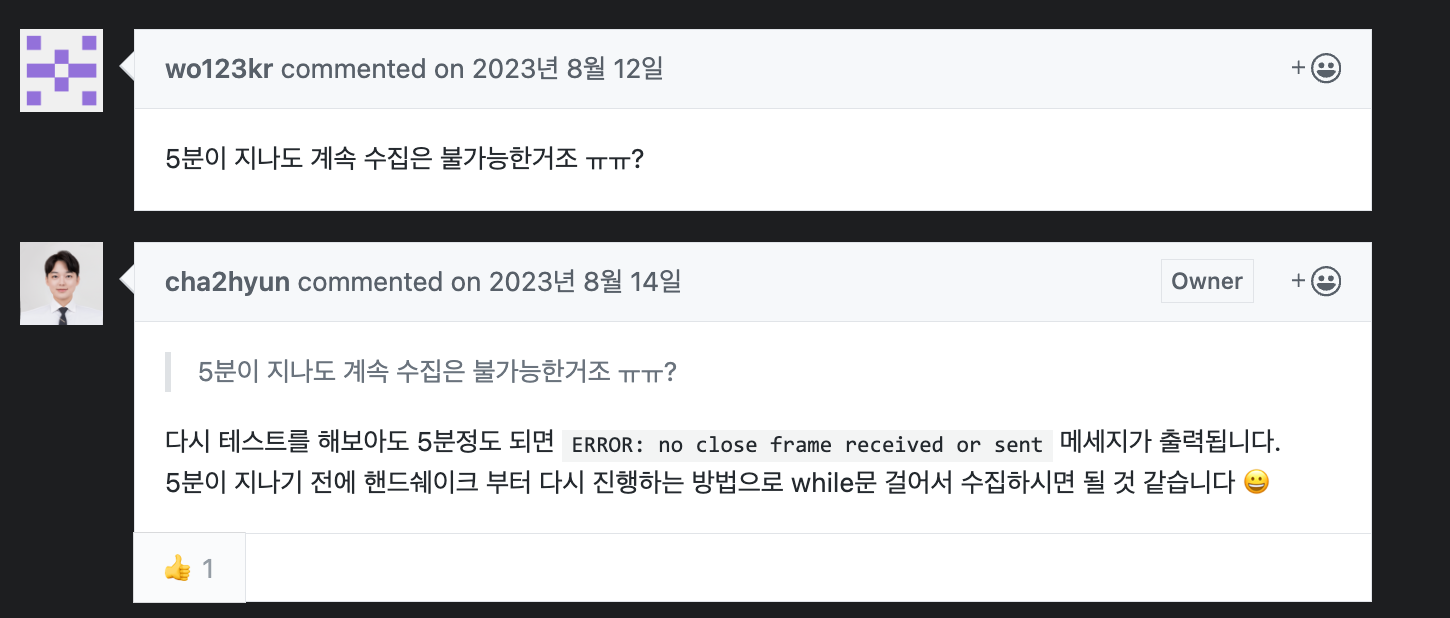 wo123kr commented on 2023년 8월 12일
5분이 지나도 계속 수집은 불가능한거조 ㅠㅠ?
cha2hyun commented on 2023년 8월 14일 Owner
5분이 지나도 계속 수집은 불가능한거조 ㅠㅠ?
다시 테스트를 해보아도 5분정도 되면 ERROR: no close frame received or sent 메세지가 출력됩니다.
5분이 지나기 전에 핸드쉐이크 부터 다시 진행하는 방법으로 while문 걸어서 수집하시면 될 것 같습니다 😀
👍 1